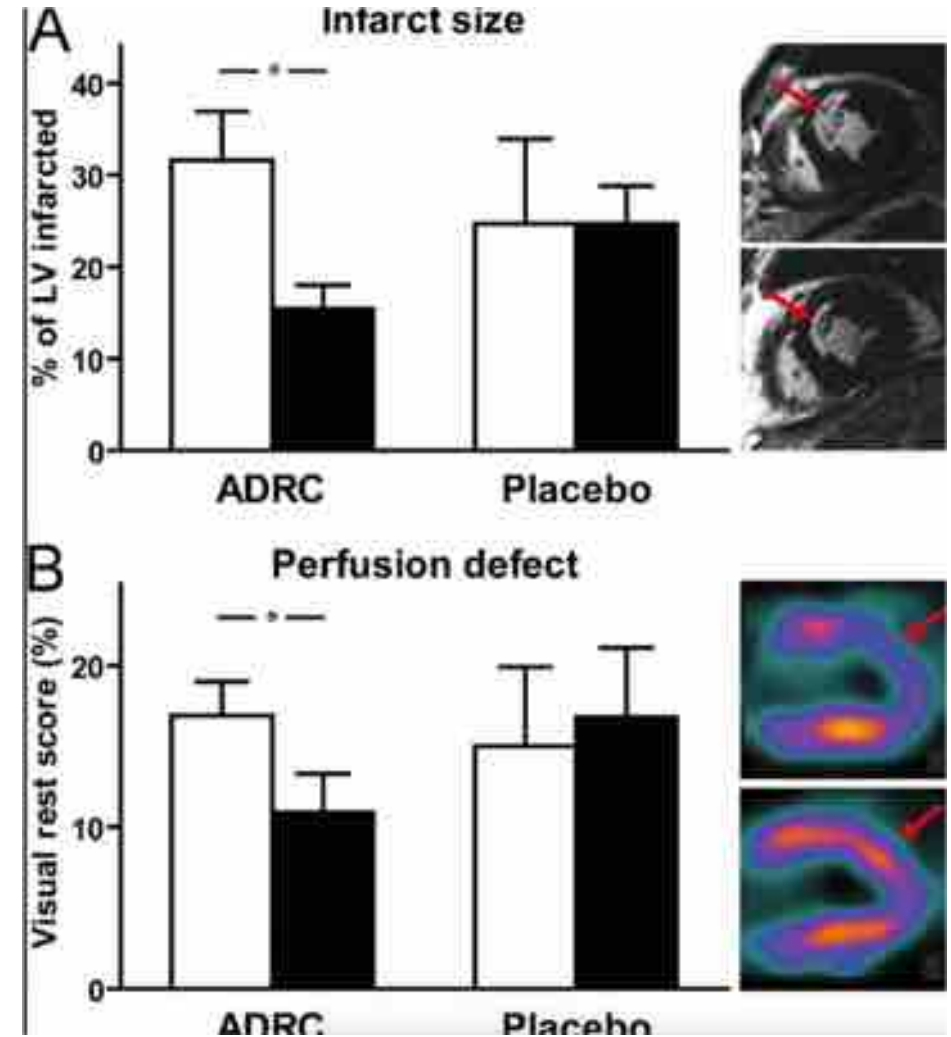 A
Infarct size
% of LV infarcted
40
30
20
10
0
*
ADRC
Placebo
B
Perfusion defect
Visual rest score (%)
20
10
0
*
ADRC
Placebo